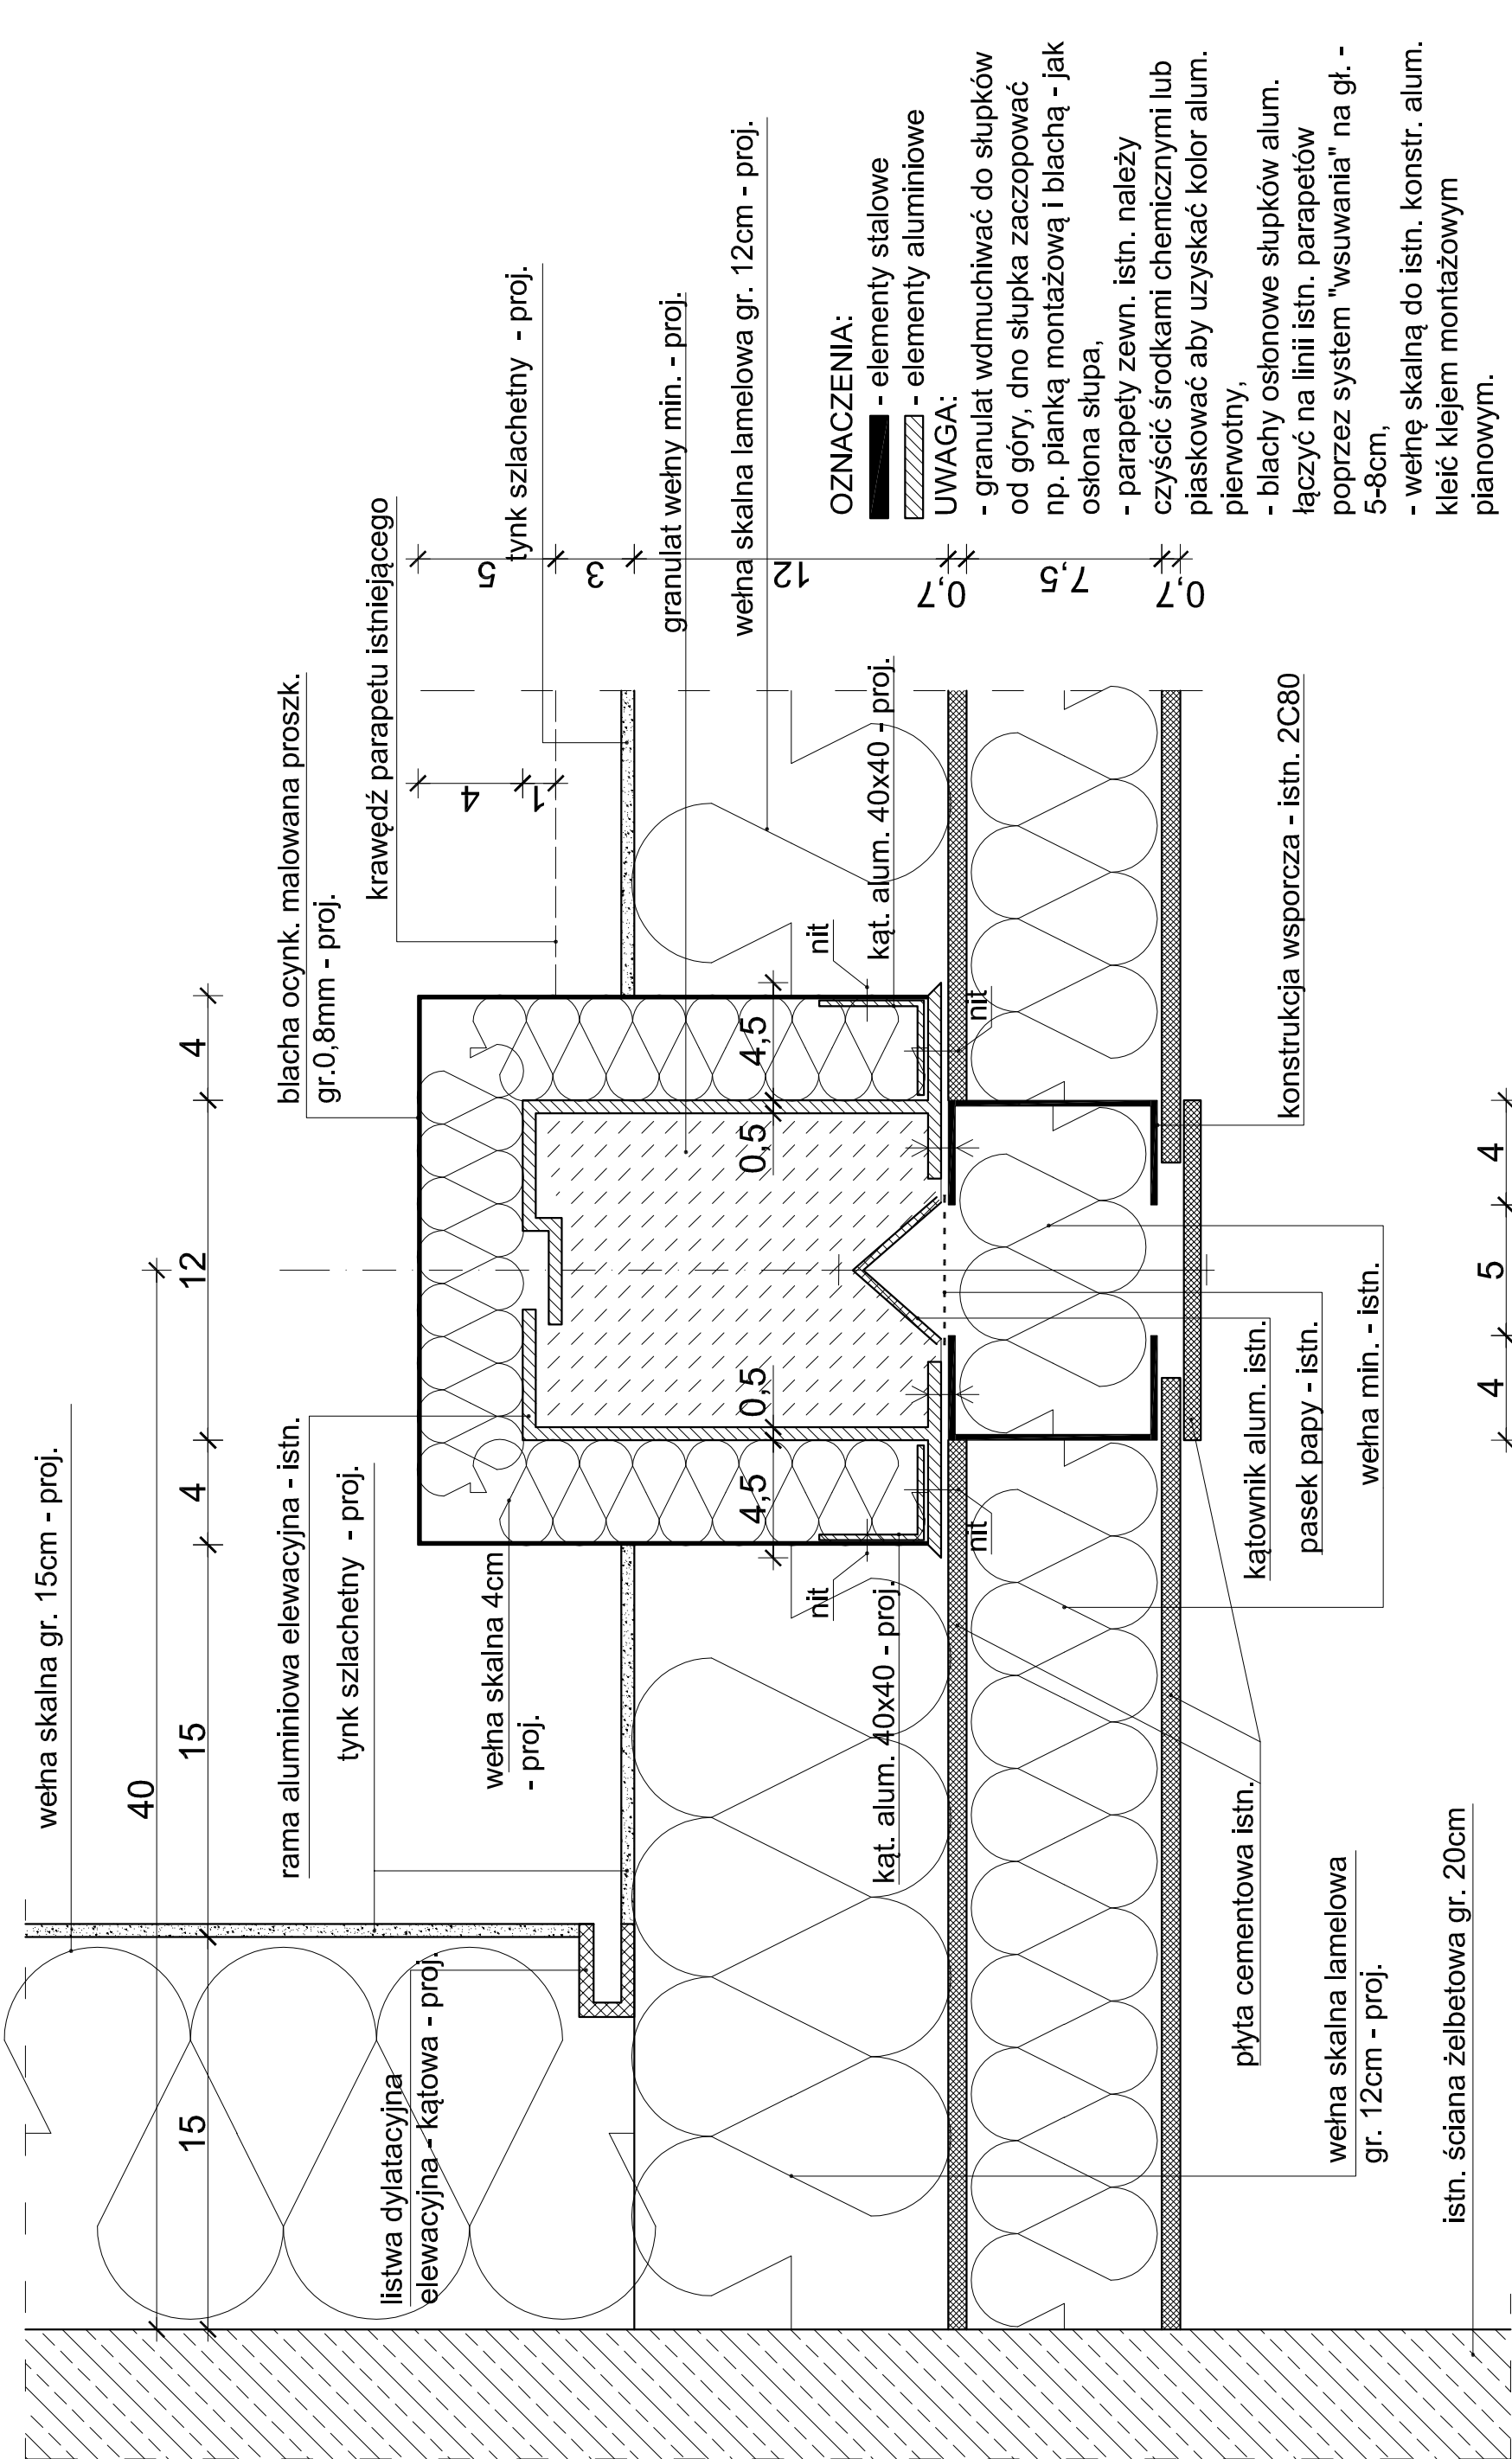 wełna skalna gr. 15cm - proj.
40
15
15
4
12
4
rama aluminiowa elewacyjna - istn.
tynk szlachetny - proj.
listwa dylatacyjna
elewacyjna - kątowa - proj.
wełna skalna 4cm
- proj.
blacha ocynk. malowana proszk.
gr.0,8mm - proj.
krawędź parapetu istniejącego
tynk szlachetny - proj.
granulat wełny min. - proj.
wełna skalna lamelowa gr. 12cm - proj.
5
3
12
0,7
7,5
0,7
4
1
4,5
0,5
0,5
4,5
nit
nit
nit
nit
kąt. alum. 40x40 - proj.
kąt. alum. 40x40 - proj.
konstrukcja wsporcza - istn. 2C80
kątownik alum. istn.
pasek papy - istn.
wełna min. - istn.
płyta cementowa istn.
wełna skalna lamelowa
gr. 12cm - proj.
istn. ściana żelbetowa gr. 20cm
4
5
4
OZNACZENIA:
- elementy stalowe
- elementy aluminiowe
UWAGA:
- granulat wdmuchiwać do słupków
od góry, dno słupka zaczopować
np. pianką montażową i blachą - jak
osłona słupa,
- parapety zewn. istn. należy
czyścić środkami chemicznymi lub
piaskować aby uzyskać kolor alum.
pierwotny,
- blachy osłonowe słupków alum.
łączyć na linii istn. parapetów
poprzez system "wsuwania" na gł. -
5-8cm,
- wełnę skalną do istn. konstr. alum.
kleić klejem montażowym
pianowym.